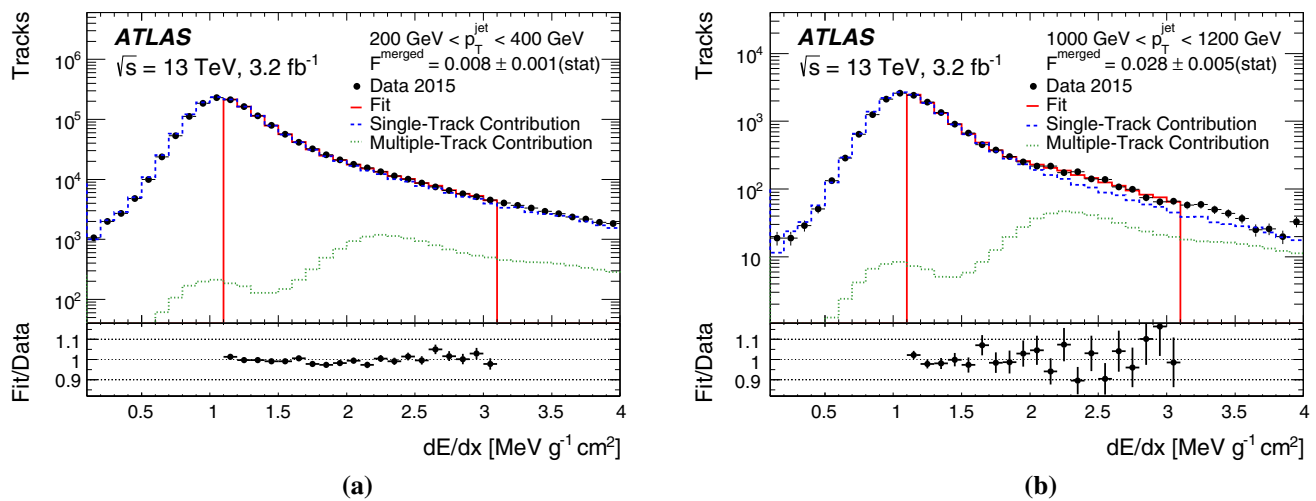 Tracks
10⁶
10⁵
10⁴
10³
10²
ATLAS
√s = 13 TeV, 3.2 fb⁻¹
200 GeV < p_T^jet < 400 GeV
F^merged = 0.008 ± 0.001(stat)
Data 2015
Fit
Single-Track Contribution
Multiple-Track Contribution
Fit/Data
1.1
1
0.9
0.5 1 1.5 2 2.5 3 3.5 4
dE/dx [MeV g⁻¹ cm²]
(a)
Tracks
10⁴
10³
10²
10
ATLAS
√s = 13 TeV, 3.2 fb⁻¹
1000 GeV < p_T^jet < 1200 GeV
F^merged = 0.028 ± 0.005(stat)
Data 2015
Fit
Single-Track Contribution
Multiple-Track Contribution
Fit/Data
1.1
1
0.9
0.5 1 1.5 2 2.5 3 3.5 4
dE/dx [MeV g⁻¹ cm²]
(b)